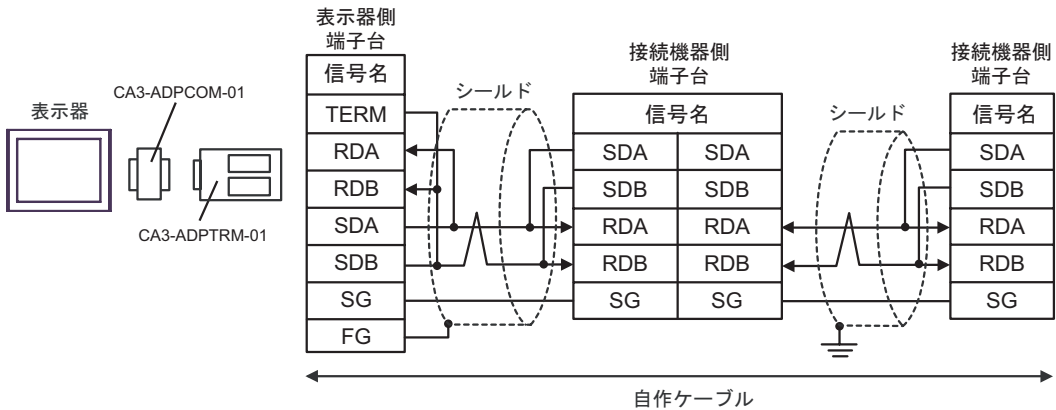 表示器
CA3-ADPCOM-01
CA3-ADPTRM-01
表示器側
端子台
信号名
TERM
RDA
RDB
SDA
SDB
SG
FG
シールド
接続機器側
端子台
信号名
SDA SDA
SDB SDB
RDA RDA
RDB RDB
SG SG
シールド
接続機器側
端子台
信号名
SDA
SDB
RDA
RDB
SG
自作ケーブル